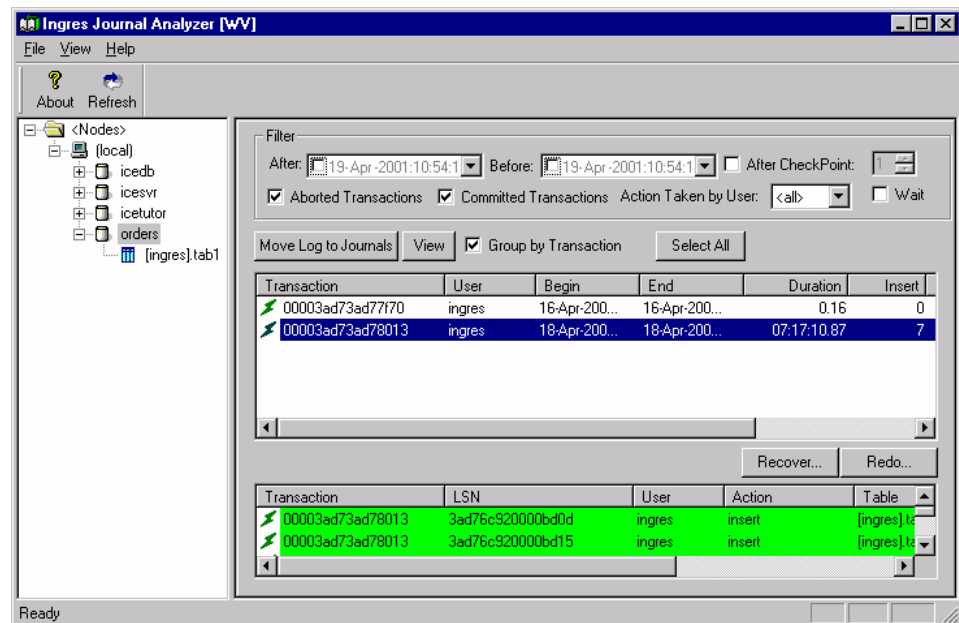 Ingres Journal Analyzer [WV]
File View Help
About Refresh
<Nodes>
(local)
icedb
icesvr
icetutor
orders
[ingres].tab1
Filter
After: 19-Apr-2001:10:54:1 Before: 19-Apr-2001:10:54:1 After CheckPoint: 1
Aborted Transactions Committed Transactions Action Taken by User: <all> Wait
Move Log to Journals View Group by Transaction Select All
Transaction User Begin End Duration Insert
00003ad73ad77f70 ingres 16-Apr-200... 16-Apr-200... 0.16 0
00003ad73ad78013 ingres 18-Apr-200... 18-Apr-200... 07:17:10.87 7
Recover... Redo...
Transaction LSN User Action Table
00003ad73ad78013 3ad76c920000bd0d ingres insert [ingres].ta
00003ad73ad78013 3ad76c920000bd15 ingres insert [ingres].ta
Ready